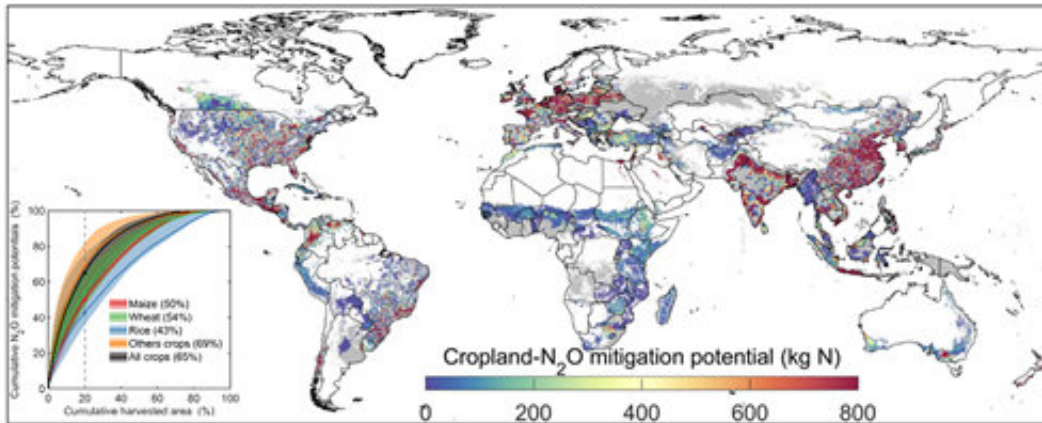 Cumulative N2O mitigation potentials (%)
100
80
60
40
20
0
Maize (50%)
Wheat (54%)
Rice (43%)
Others crops (69%)
All crops (65%)
0 20 40 60 80 100
Cumulative harvested area (%)
Cropland-N2O mitigation potential (kg N)
0 200 400 600 800